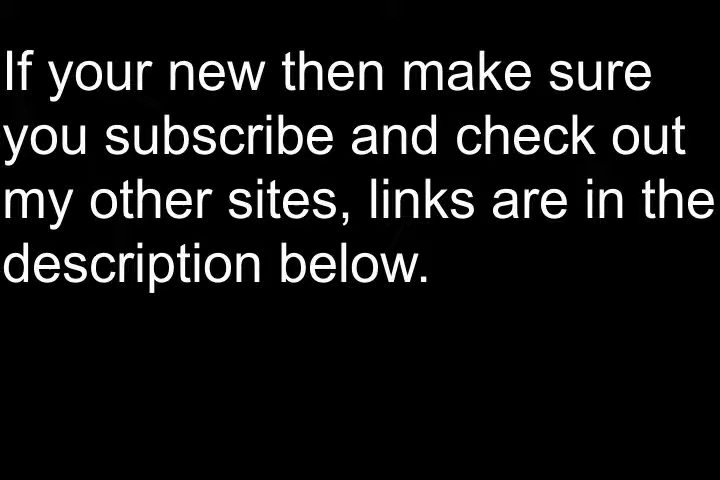 If your new then make sure
you subscribe and check out
my other sites, links are in the
description below.